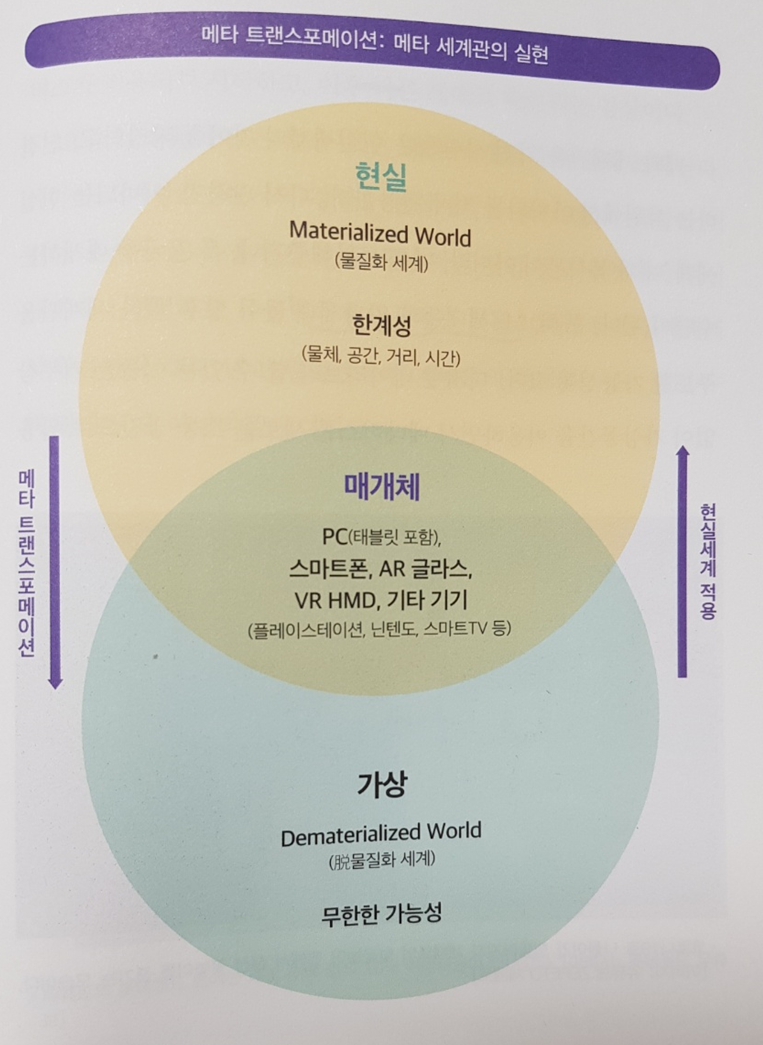 메타 트랜스포메이션: 메타 세계관의 실현
현실
Materialized World
(물질화 세계)
한계성
(물체, 공간, 거리, 시간)
매개체
PC(태블릿 포함),
스마트폰, AR 글라스,
VR HMD, 기타 기기
(플레이스테이션, 닌텐도, 스마트TV 등)
메타 트랜스포메이션
현실세계 적용
가상
Dematerialized World
(脱물질화 세계)
무한한 가능성